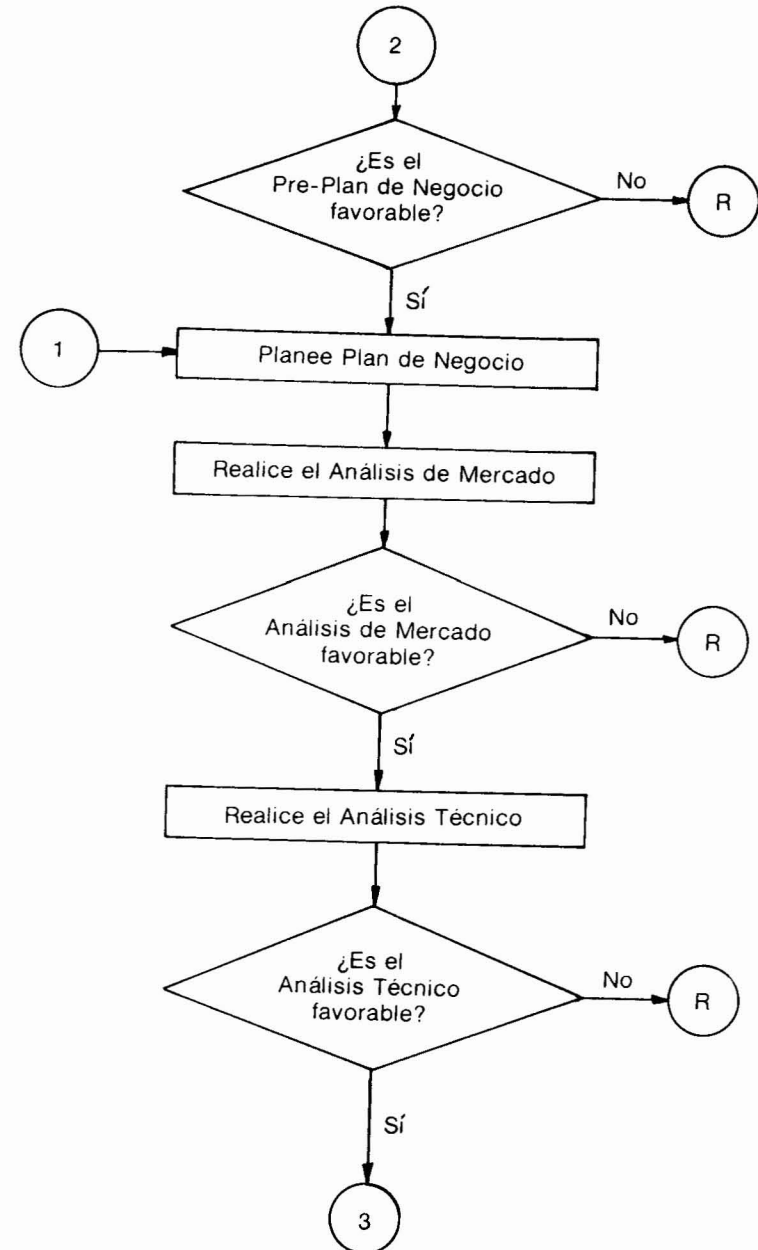 2
¿Es el
Pre-Plan de Negocio
favorable?
No
R
Sí
1
Planee Plan de Negocio
Realice el Análisis de Mercado
¿Es el
Análisis de Mercado
favorable?
No
R
Sí
Realice el Análisis Técnico
¿Es el
Análisis Técnico
favorable?
No
R
Sí
3